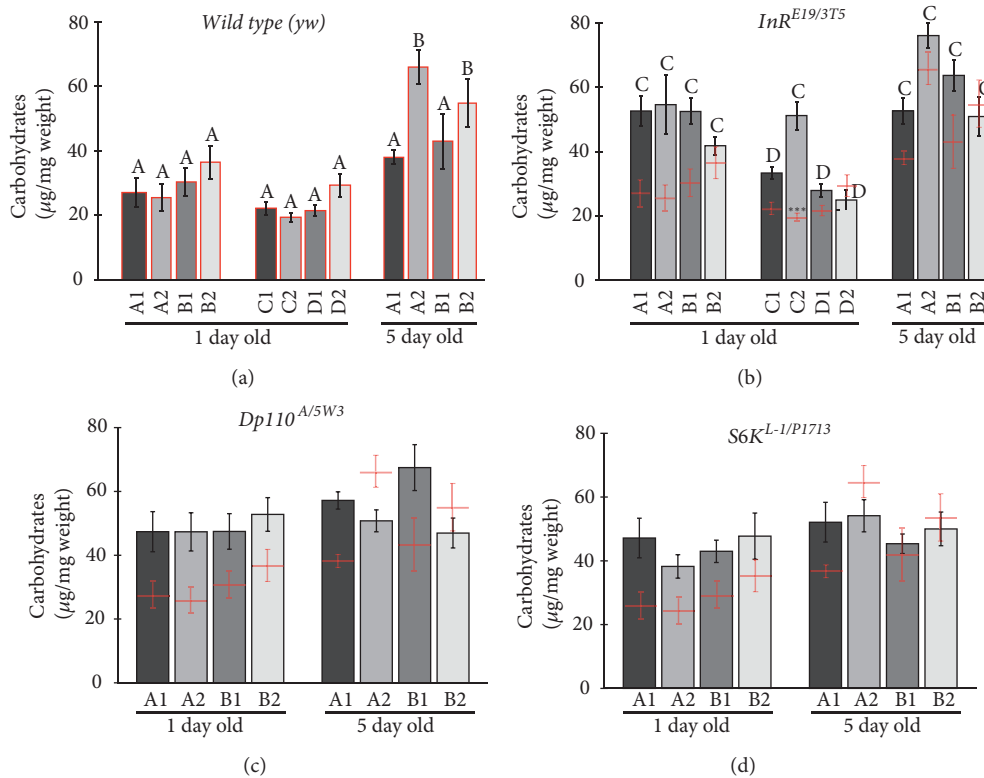 Wild type (yw)
Carbohydrates
(μg/mg weight)
80
60
40
20
0
A A A A
A A A A
A B A B
A1 A2 B1 B2 C1 C2 D1 D2 A1 A2 B1 B2
1 day old 5 day old
(a)
InR^E19/3T5
Carbohydrates
(μg/mg weight)
80
60
40
20
0
C C C C
D C D D
C C C C
***
A1 A2 B1 B2 C1 C2 D1 D2 A1 A2 B1 B2
1 day old 5 day old
(b)
Dp110^A/5W3
Carbohydrates
(μg/mg weight)
80
60
40
20
0
A1 A2 B1 B2 A1 A2 B1 B2
1 day old 5 day old
(c)
S6K^L-1/P1713
Carbohydrates
(μg/mg weight)
80
60
40
20
0
A1 A2 B1 B2 A1 A2 B1 B2
1 day old 5 day old
(d)